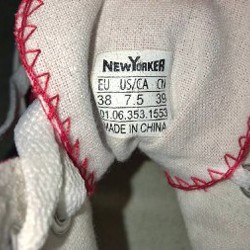 NEWYORKER
EU US/CA CN
38 7.5 39
01.06.353.1553
MADE IN CHINA